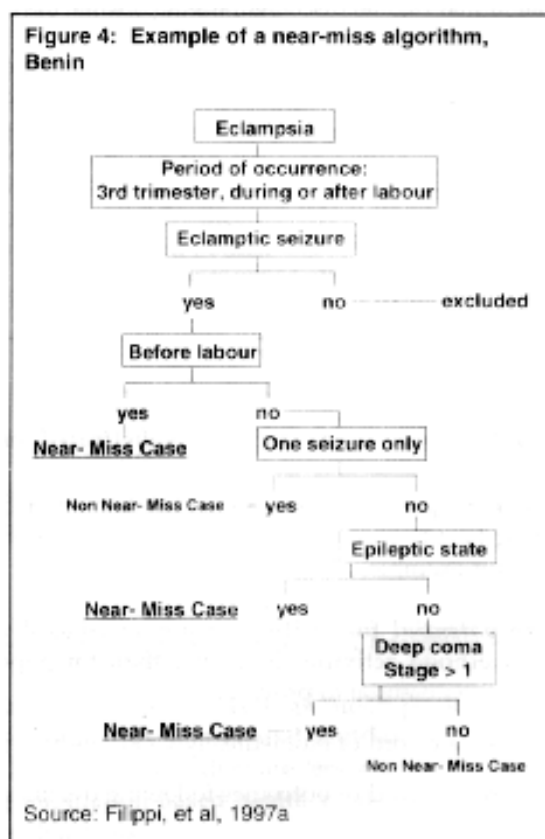 Figure 4: Example of a near-miss algorithm,
Benin
Eclampsia
Period of occurrence:
3rd trimester, during or after labour
Eclamptic seizure
yes no excluded
Before labour
yes no
Near- Miss Case
One seizure only
Non Near- Miss Case yes no
Epileptic state
Near- Miss Case yes no
Deep coma
Stage > 1
Near- Miss Case yes no
Non Near- Miss Case
Source: Filippi, et al, 1997a